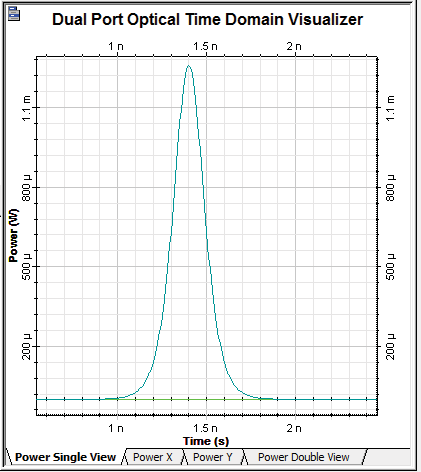 Dual Port Optical Time Domain Visualizer
1 n 1.5 n 2 n
1.1 m 1.1 m
800 µ 800 µ
Power (W)
500 µ 500 µ
200 µ 200 µ
1 n 1.5 n 2 n
Time (s)
Power Single View Power X Power Y Power Double View